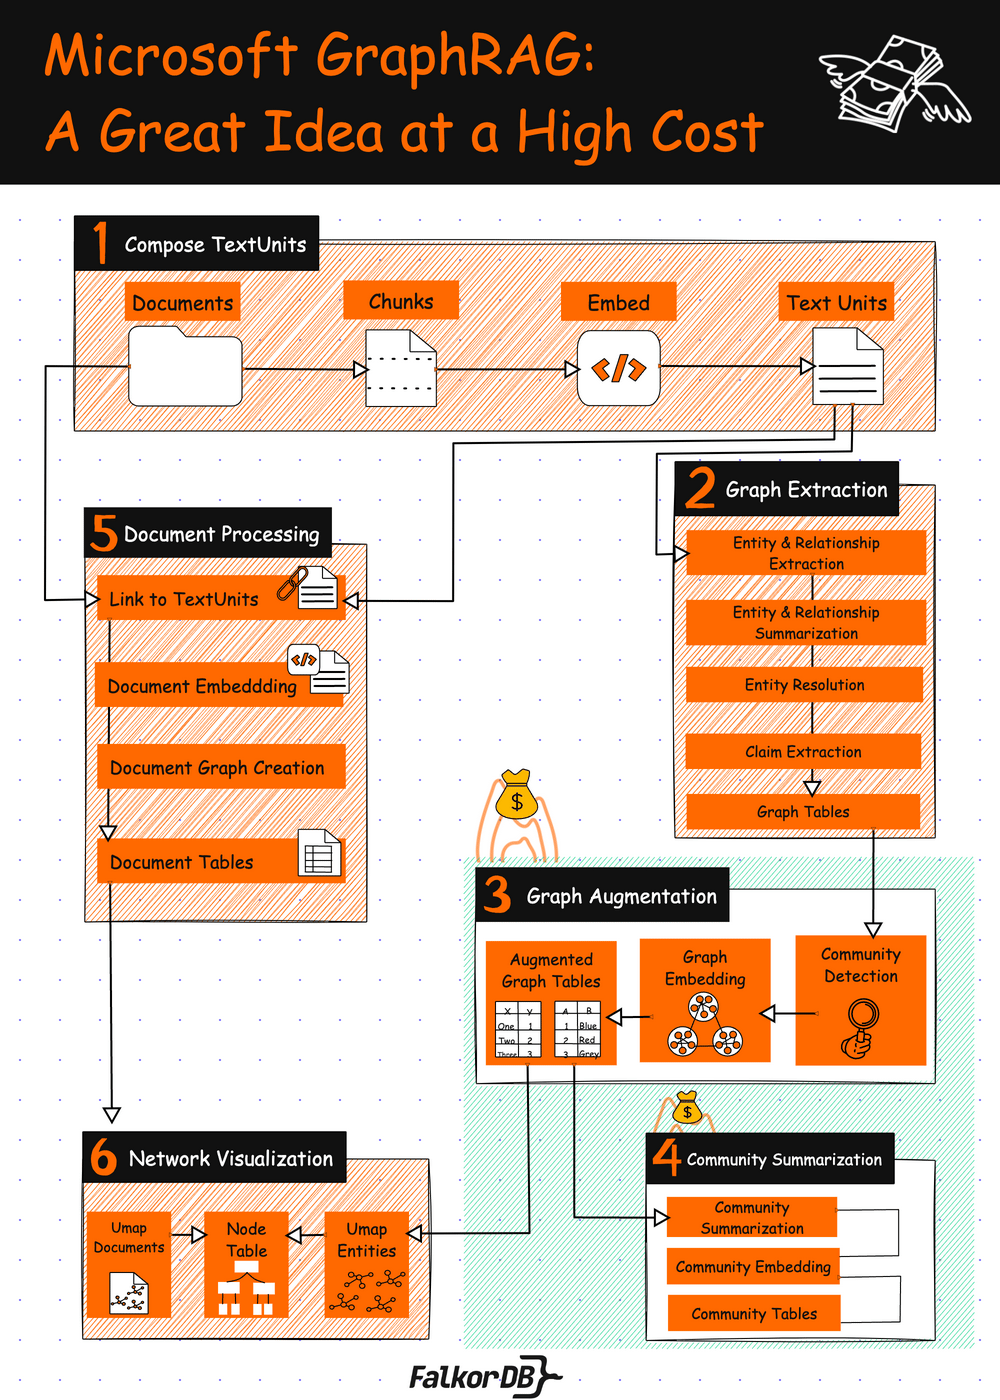 Microsoft GraphRAG:
A Great Idea at a High Cost
1 Compose TextUnits
Documents
Chunks
Embed
</>
Text Units
2 Graph Extraction
Entity & Relationship
Extraction
Entity & Relationship
Summarization
Entity Resolution
Claim Extraction
Graph Tables
5 Document Processing
Link to TextUnits
Document Embeddding
</>
Document Graph Creation
Document Tables
$
3 Graph Augmentation
Augmented
Graph Tables
X Y
One 1
Two 2
Three 3
A B
1 Blue
2 Red
3 Grey
Graph
Embedding
Community
Detection
$
4 Community Summarization
Community
Summarization
Community Embedding
Community Tables
6 Network Visualization
Umap
Documents
Node
Table
Umap
Entities
FalkorDB